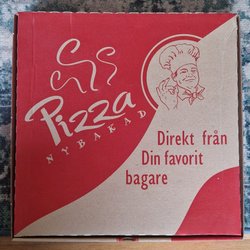 Pizza
NYBAKAD
Direkt från
Din favorit
bagare